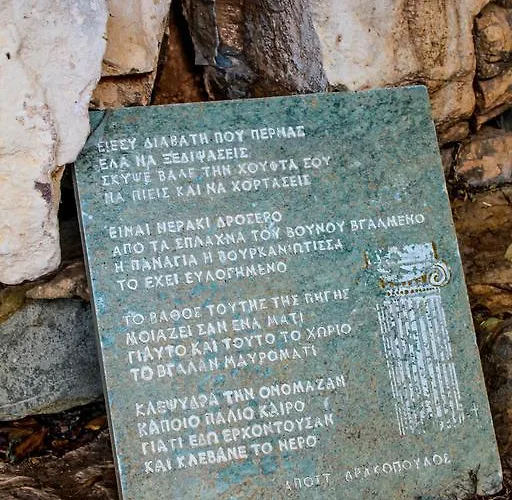 ΕΙΕΣΥ ΔΙΑΒΑΤΗ ΠΟΥ ΠΕΡΝΑΣ
ΕΛΑ ΝΑ ΞΕΔΙΨΑΣΕΙΣ
ΣΚΥΨΕ ΒΑΛΕ ΤΗΝ ΧΟΥΦΤΑ ΣΟΥ
ΝΑ ΠΙΕΙΣ ΚΑΙ ΝΑ ΧΟΡΤΑΣΕΙΣ
ΕΙΝΑΙ ΝΕΡΑΚΙ ΔΡΟΣΕΡΟ
ΑΠΟ ΤΑ ΣΠΛΑΧΝΑ ΤΟΥ ΒΟΥΝΟΥ ΒΓΑΛΜΕΝΟ
Η ΠΑΝΑΓΙΑ Η ΒΟΥΡΚΑΝΙΩΤΙΣΣΑ
ΤΟ ΕΧΕΙ ΕΥΛΟΓΗΜΕΝΟ
ΤΟ ΒΑΘΟΣ ΤΟΥΤΗΣ ΤΗΣ ΠΗΓΗΣ
ΜΟΙΑΖΕΙ ΣΑΝ ΕΝΑ ΜΑΤΙ
ΓΙΑΥΤΟ ΚΑΙ ΤΟΥΤΟ ΤΟ ΧΩΡΙΟ
ΤΟ ΒΓΑΛΑΝ ΜΑΥΡΟΜΑΤΙ
ΚΛΕΨΥΔΡΑ ΤΗΝ ΟΝΟΜΑΖΑΝ
ΚΑΠΟΙΟ ΠΑΛΙΟ ΚΑΙΡΟ
ΓΙΑΤΙ ΕΔΩ ΕΡΧΟΝΤΟΥΣΑΝ
ΚΑΙ ΚΛΕΒΑΝΕ ΤΟ ΝΕΡΟ
ΑΠΟΣΤ. ΔΡΑΚΟΠΟΥΛΟΣ